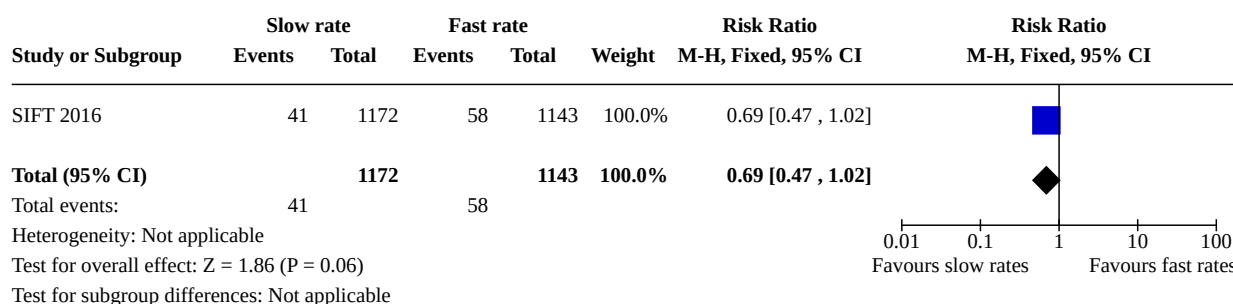 Slow rate Fast rate Risk Ratio Risk Ratio
Study or Subgroup Events Total Events Total Weight M-H, Fixed, 95% CI M-H, Fixed, 95% CI
SIFT 2016 41 1172 58 1143 100.0% 0.69 [0.47 , 1.02]
Total (95% CI) 1172 1143 100.0% 0.69 [0.47 , 1.02]
Total events: 41 58
Heterogeneity: Not applicable 0.01 0.1 1 10 100
Test for overall effect: Z = 1.86 (P = 0.06) Favours slow rates Favours fast rates
Test for subgroup differences: Not applicable